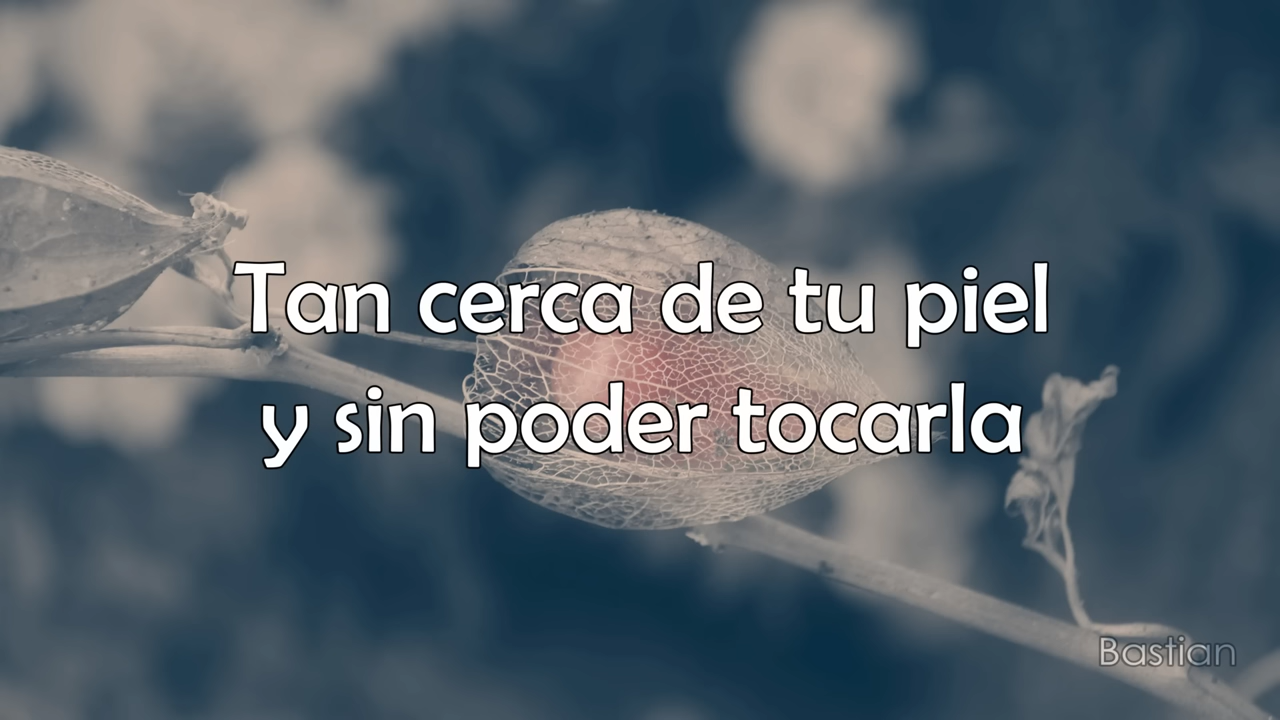 Tan cerca de tu piel
y sin poder tocarla
Bastian